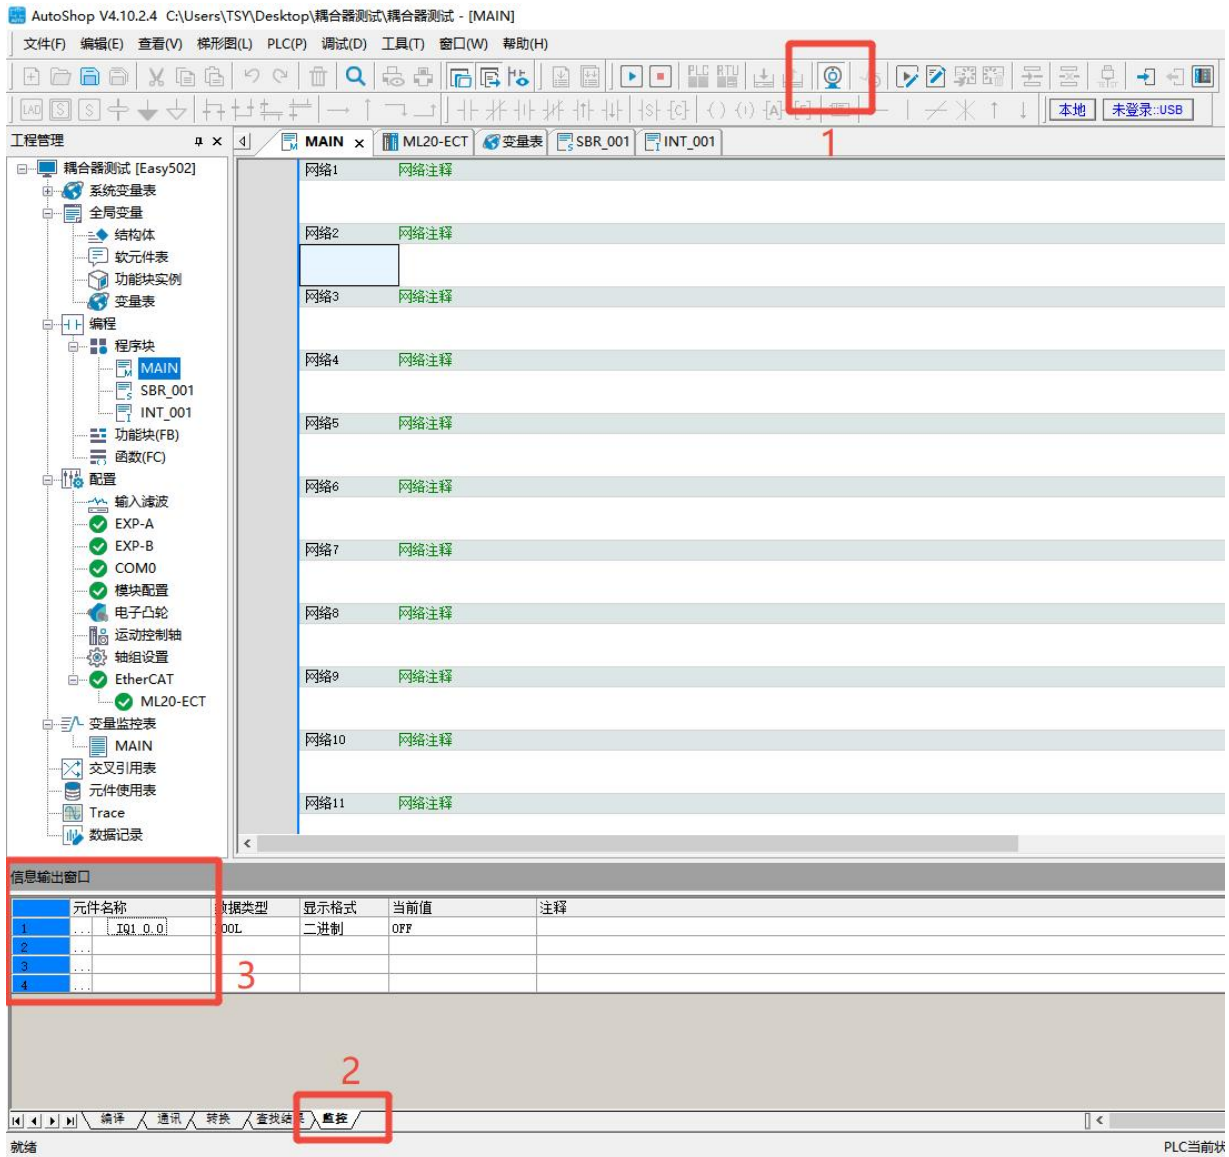 AutoShop V4.10.2.4 C:\Users\TSY\Desktop\耦合器测试\耦合器测试 - [MAIN]
文件(F) 编辑(E) 查看(V) 梯形图(L) PLC(P) 调试(D) 工具(T) 窗口(W) 帮助(H)
PLC RTU
LAD S S S C A 本地 未登录::USB
1
工程管理
MAIN ML20-ECT 变量表 SBR_001 INT_001
耦合器测试 [Easy502]
系统变量表
全局变量
结构体
软元件表
功能块实例
变量表
编程
程序块
MAIN
SBR_001
INT_001
功能块(FB)
函数(FC)
配置
输入滤波
EXP-A
EXP-B
COM0
模块配置
电子凸轮
运动控制轴
轴组设置
EtherCAT
ML20-ECT
变量监控表
MAIN
交叉引用表
元件使用表
Trace
数据记录
网络1 网络注释
网络2 网络注释
网络3 网络注释
网络4 网络注释
网络5 网络注释
网络6 网络注释
网络7 网络注释
网络8 网络注释
网络9 网络注释
网络10 网络注释
网络11 网络注释
信息输出窗口
元件名称 数据类型 显示格式 当前值 注释
1 ... IQ1_0.0 BOOL 二进制 OFF
2 ...
3 ...
4 ...
3
2
编译 通讯 转换 查找结果 监控
就绪 PLC当前状